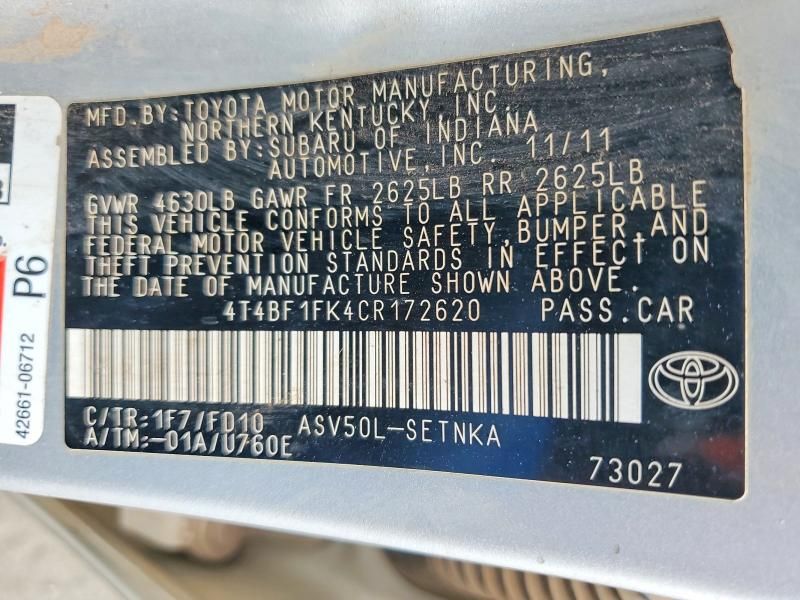 MFD.BY:TOYOTA MOTOR MANUFACTURING,
NORTHERN KENTUCKY, INC.
ASSEMBLED BY:SUBARU OF INDIANA
AUTOMOTIVE,INC. 11/11
GVWR 4630LB GAWR FR 2625LB RR 2625LB
THIS VEHICLE CONFORMS TO ALL APPLICABLE
FEDERAL MOTOR VEHICLE SAFETY,BUMPER,AND
THEFT PREVENTION STANDARDS IN EFFECT ON
THE DATE OF MANUFACTURE SHOWN ABOVE.
4T4BF1FK4CR172620 PASS.CAR
C/TR:1F7/FD10 ASV50L-SETNKA
A/TM:-01A/U760E
73027
P6
42661-06712